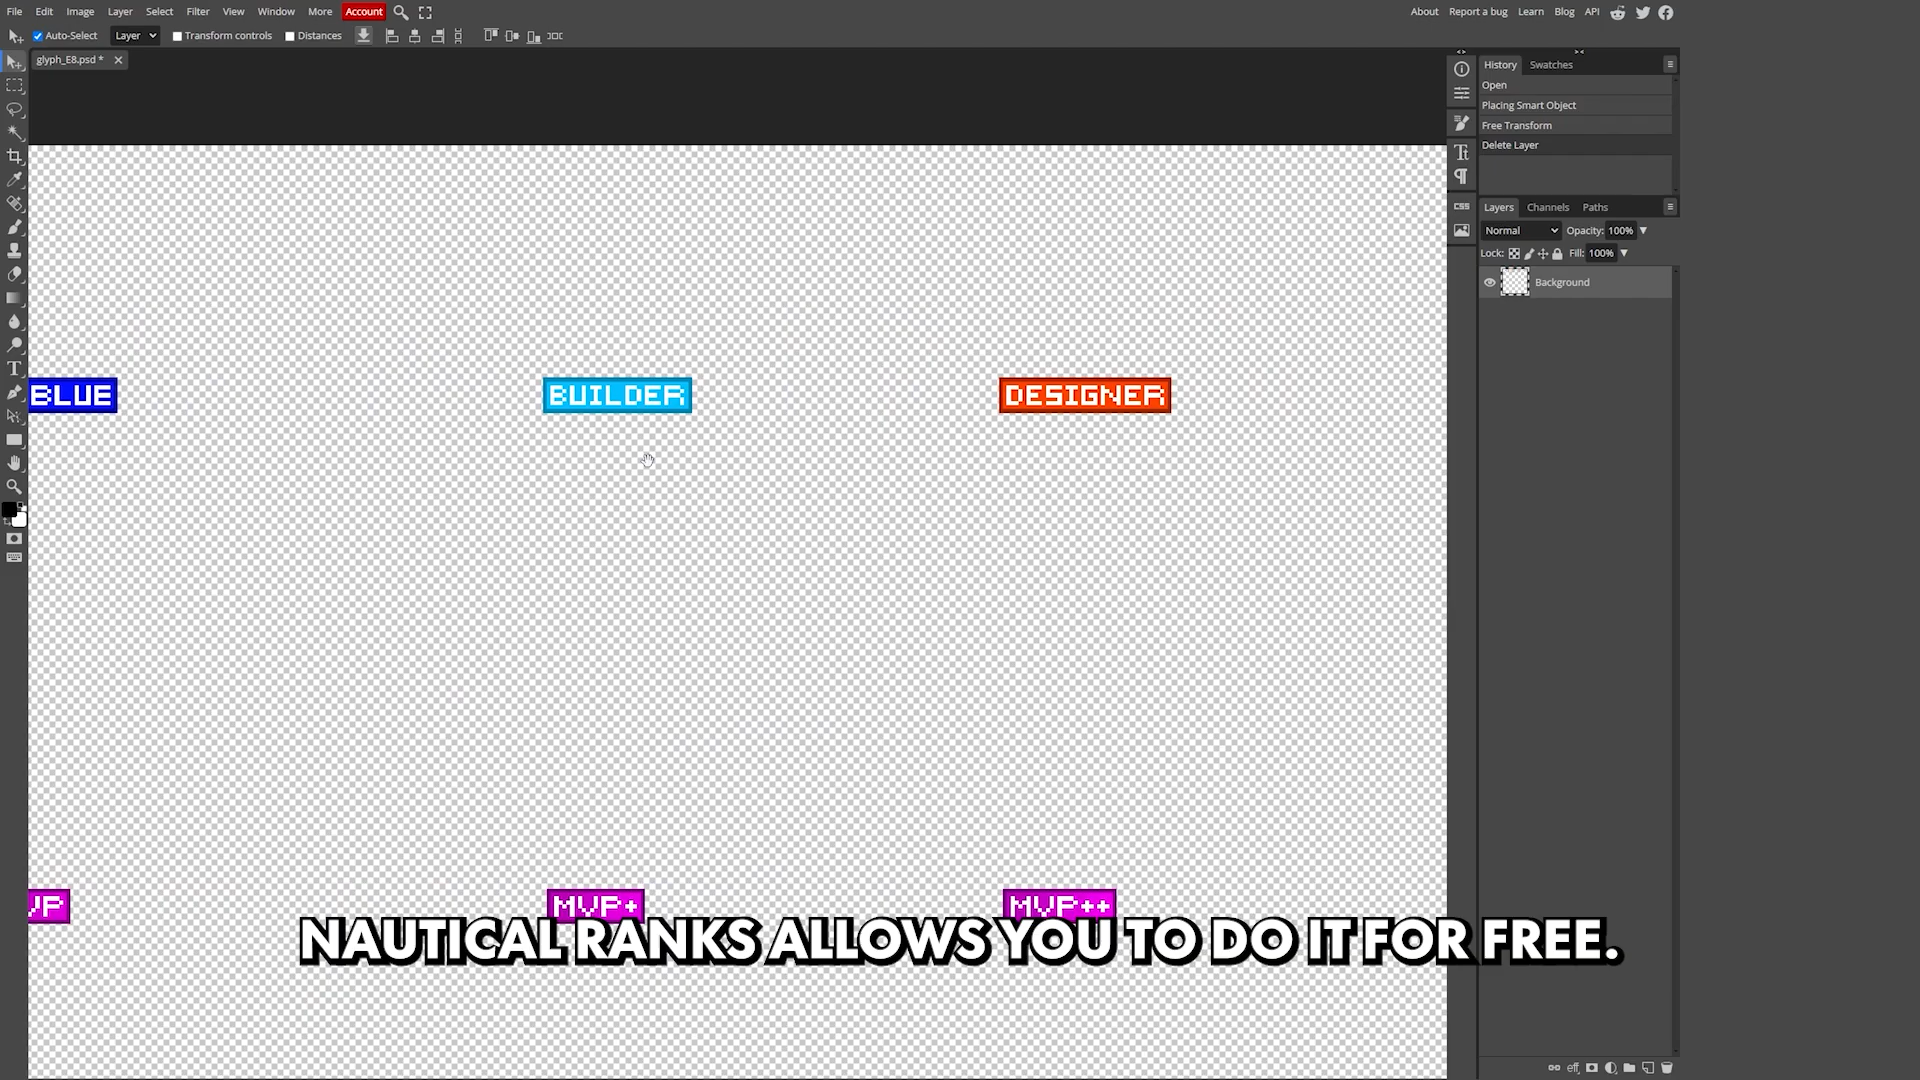 File Edit Image Layer Select Filter View Window More Account About Report a bug Learn Blog API
Auto-Select Layer Transform controls Distances
glyph_E8.psd *
History Swatches
Open
Placing Smart Object
Free Transform
Delete Layer
CSS
Layers Channels Paths
Normal Opacity: 100%
Lock: Fill: 100%
Background
BLUE BUILDER DESIGNER
VP MVP+ MVP++
NAUTICAL RANKS ALLOWS YOU TO DO IT FOR FREE.
eff